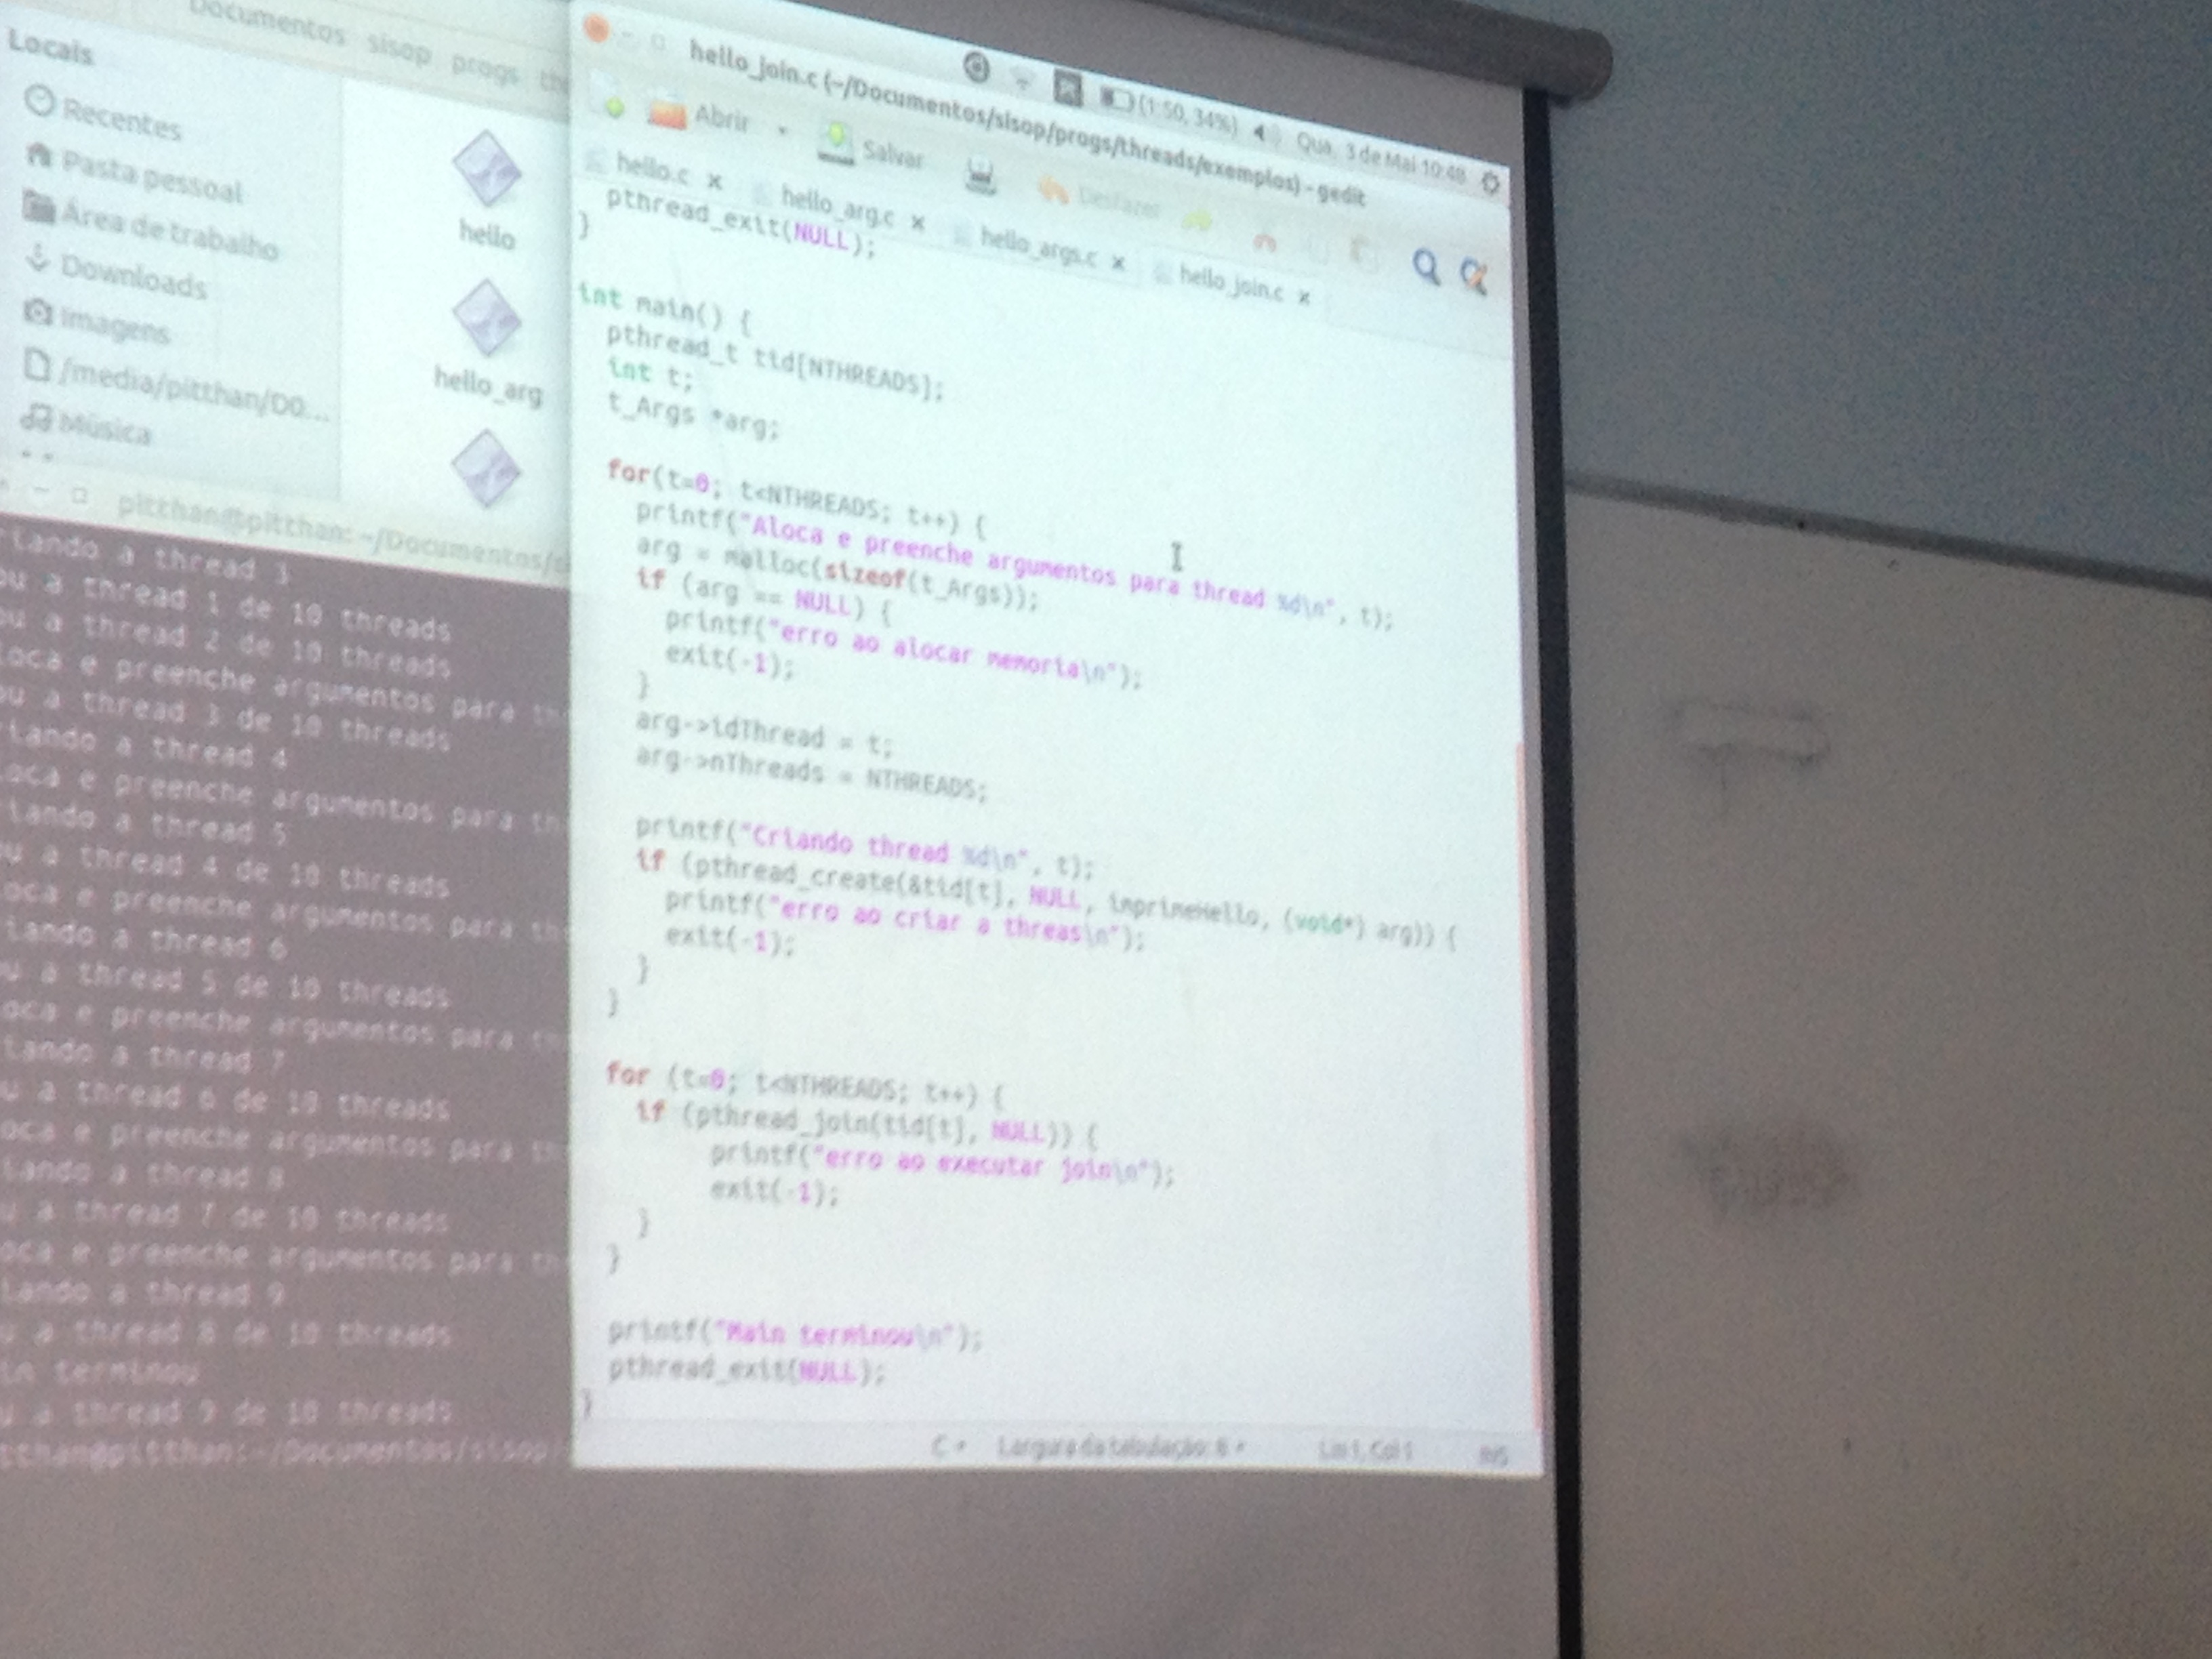 Documentos sisop progs
Locais
Recentes
Pasta pessoal
Área de trabalho
Downloads
Imagens
/media/pitthan/D0...
Música
hello
hello_arg
pitthan@pitthan: ~/Documentos/s
iando a thread 3
ou a thread 1 de 10 threads
ou a thread 2 de 10 threads
loca e preenche argumentos para th
ou a thread 3 de 10 threads
iando a thread 4
oca e preenche argumentos para th
iando a thread 5
ou a thread 4 de 10 threads
oca e preenche argumentos para th
iando a thread 6
u a thread 5 de 10 threads
oca e preenche argumentos para th
iando a thread 7
u a thread 6 de 10 threads
oca e preenche argumentos para th
iando a thread 8
u a thread 7 de 10 threads
oca e preenche argumentos para th
iando a thread 9
u a thread 8 de 10 threads
in terminou
u a thread 9 de 10 threads
tthan@pitthan:~/Documentos/sisop/
(1:50, 34%) Qua, 3 de Mai 10:48
hello_join.c (~/Documentos/sisop/progs/threads/exemplos) - gedit
Abrir Salvar Desfazer
hello.c x hello_arg.c x hello_args.c x hello_join.c x
pthread_exit(NULL);
}
int main() {
pthread_t tid[NTHREADS];
int t;
t_Args *arg;
for(t=0; t<NTHREADS; t++) {
printf("Aloca e preenche argumentos para thread %d\n", t);
arg = malloc(sizeof(t_Args));
if (arg == NULL) {
printf("erro ao alocar memoria\n");
exit(-1);
}
arg->idThread = t;
arg->nThreads = NTHREADS;
printf("Criando thread %d\n", t);
if (pthread_create(&tid[t], NULL, imprimeHello, (void*) arg)) {
printf("erro ao criar a threas\n");
exit(-1);
}
}
for (t=0; t<NTHREADS; t++) {
if (pthread_join(tid[t], NULL)) {
printf("erro ao executar join\n");
exit(-1);
}
}
printf("Main terminou\n");
pthread_exit(NULL);
}
C Largura da tabulação: 8 Lin 1, Col 1 INS